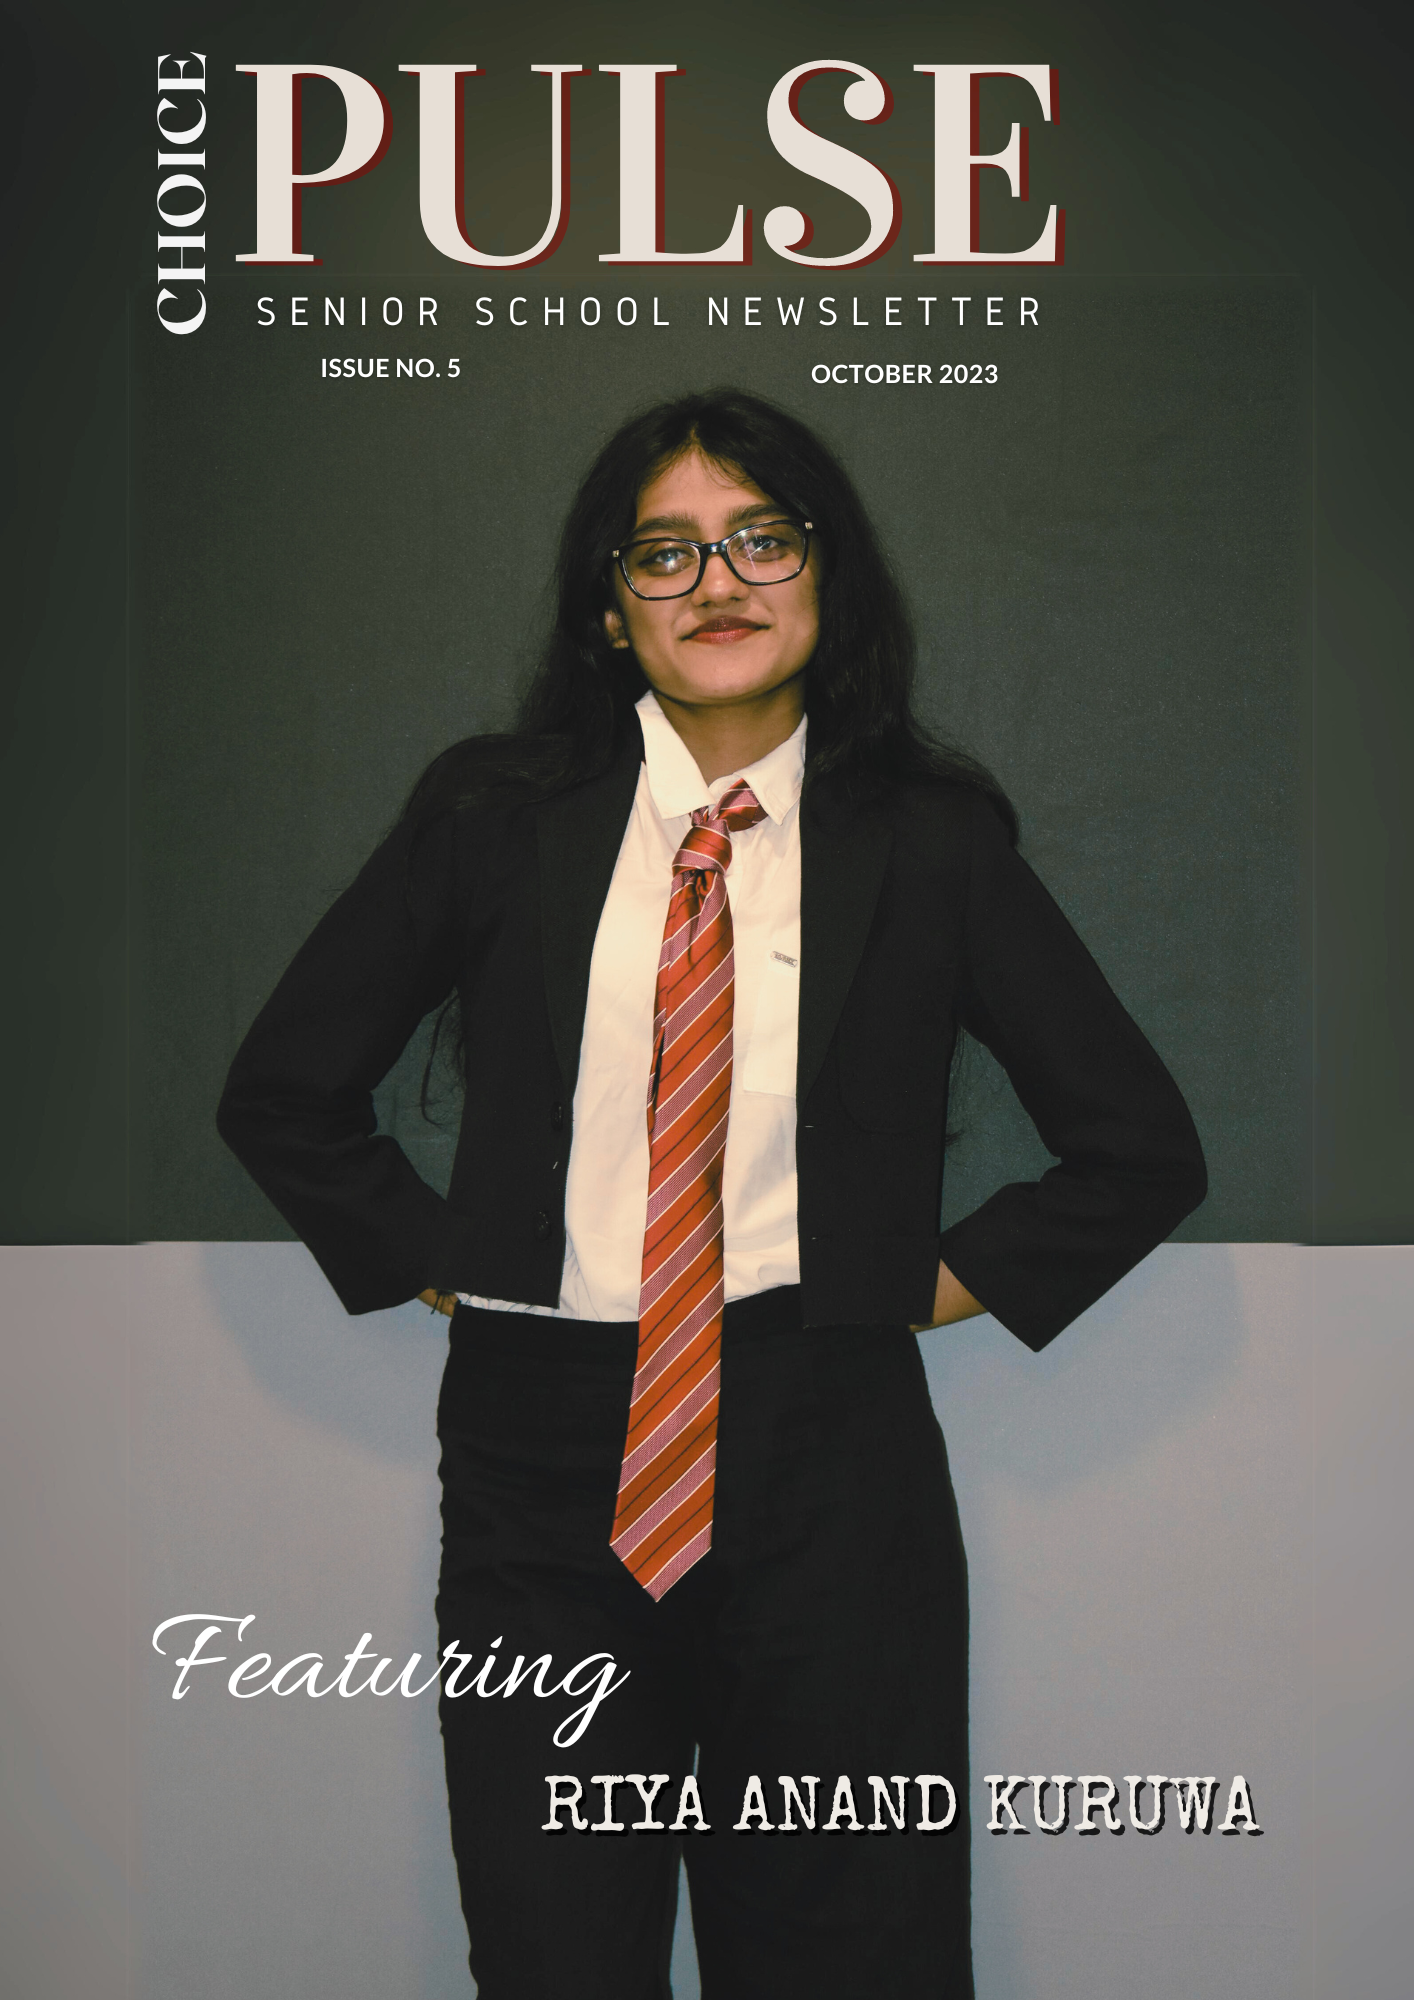 CHOICE
PULSE
SENIOR SCHOOL NEWSLETTER
ISSUE NO. 5
OCTOBER 2023
Featuring
RIYA ANAND KURUWA